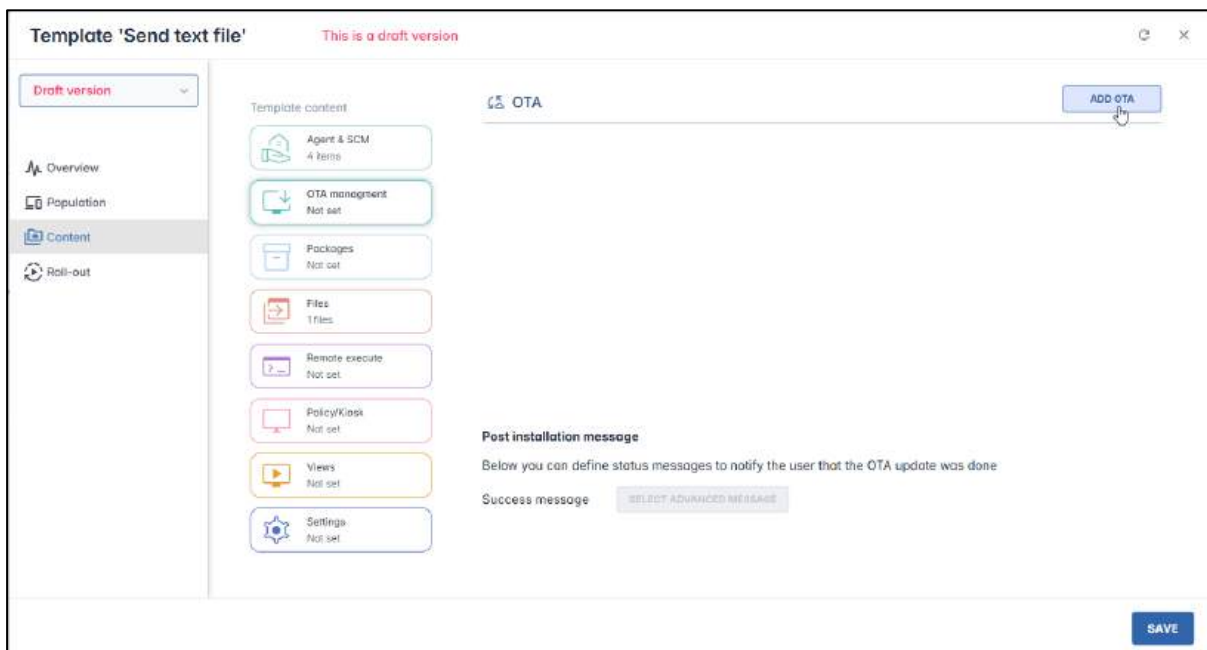 Template 'Send text file'
This is a draft version
Draft version
Overview
Population
Content
Roll-out
Template content
Agent & SCM
4 items
OTA managment
Not set
Packages
Not set
Files
1 files
Remote execute
Not set
Policy/Kiosk
Not set
Views
Not set
Settings
Not set
OTA
ADD OTA
Post installation message
Below you can define status messages to notify the user that the OTA update was done
Success message
SELECT ADVANCED MESSAGE
SAVE